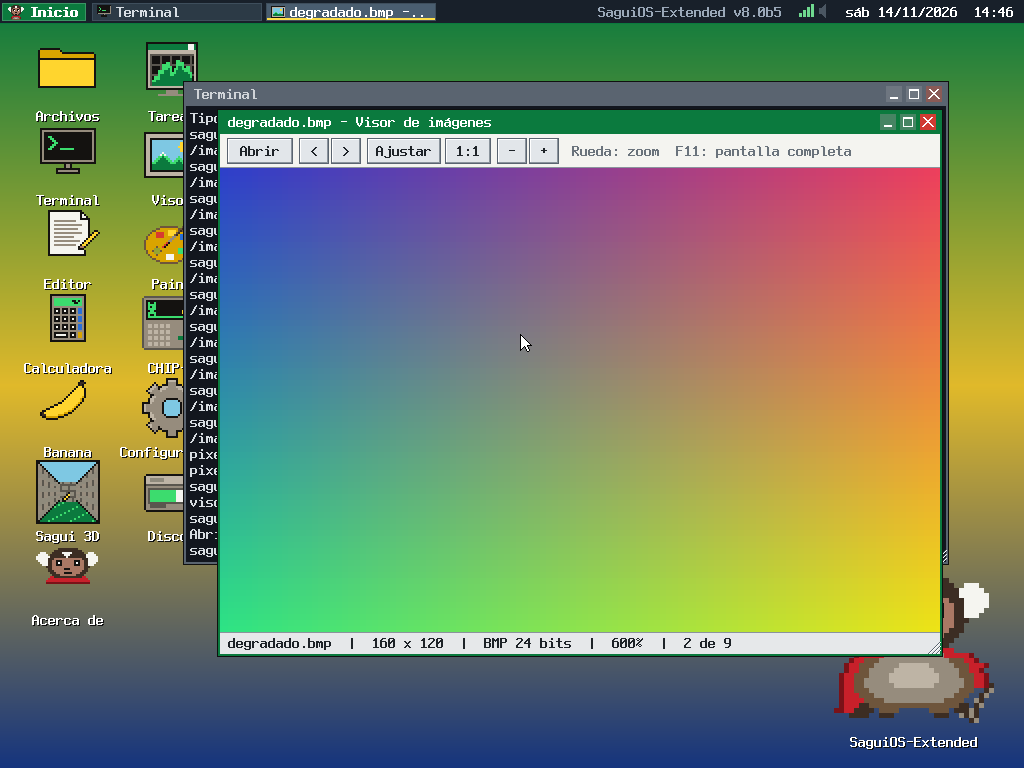 Inicio Terminal degradado.bmp -.. SaguiOS-Extended v8.0b5 sáb 14/11/2026 14:46
Archivos
Terminal
Editor
Calculadora
CHIP-
Banana
Sagui 3D
Acerca de
Terminal
degradado.bmp - Visor de imágenes
Abrir < > Ajustar 1:1 - + Rueda: zoom F11: pantalla completa
degradado.bmp | 160 x 120 | BMP 24 bits | 600% | 2 de 9
SaguiOS-Extended